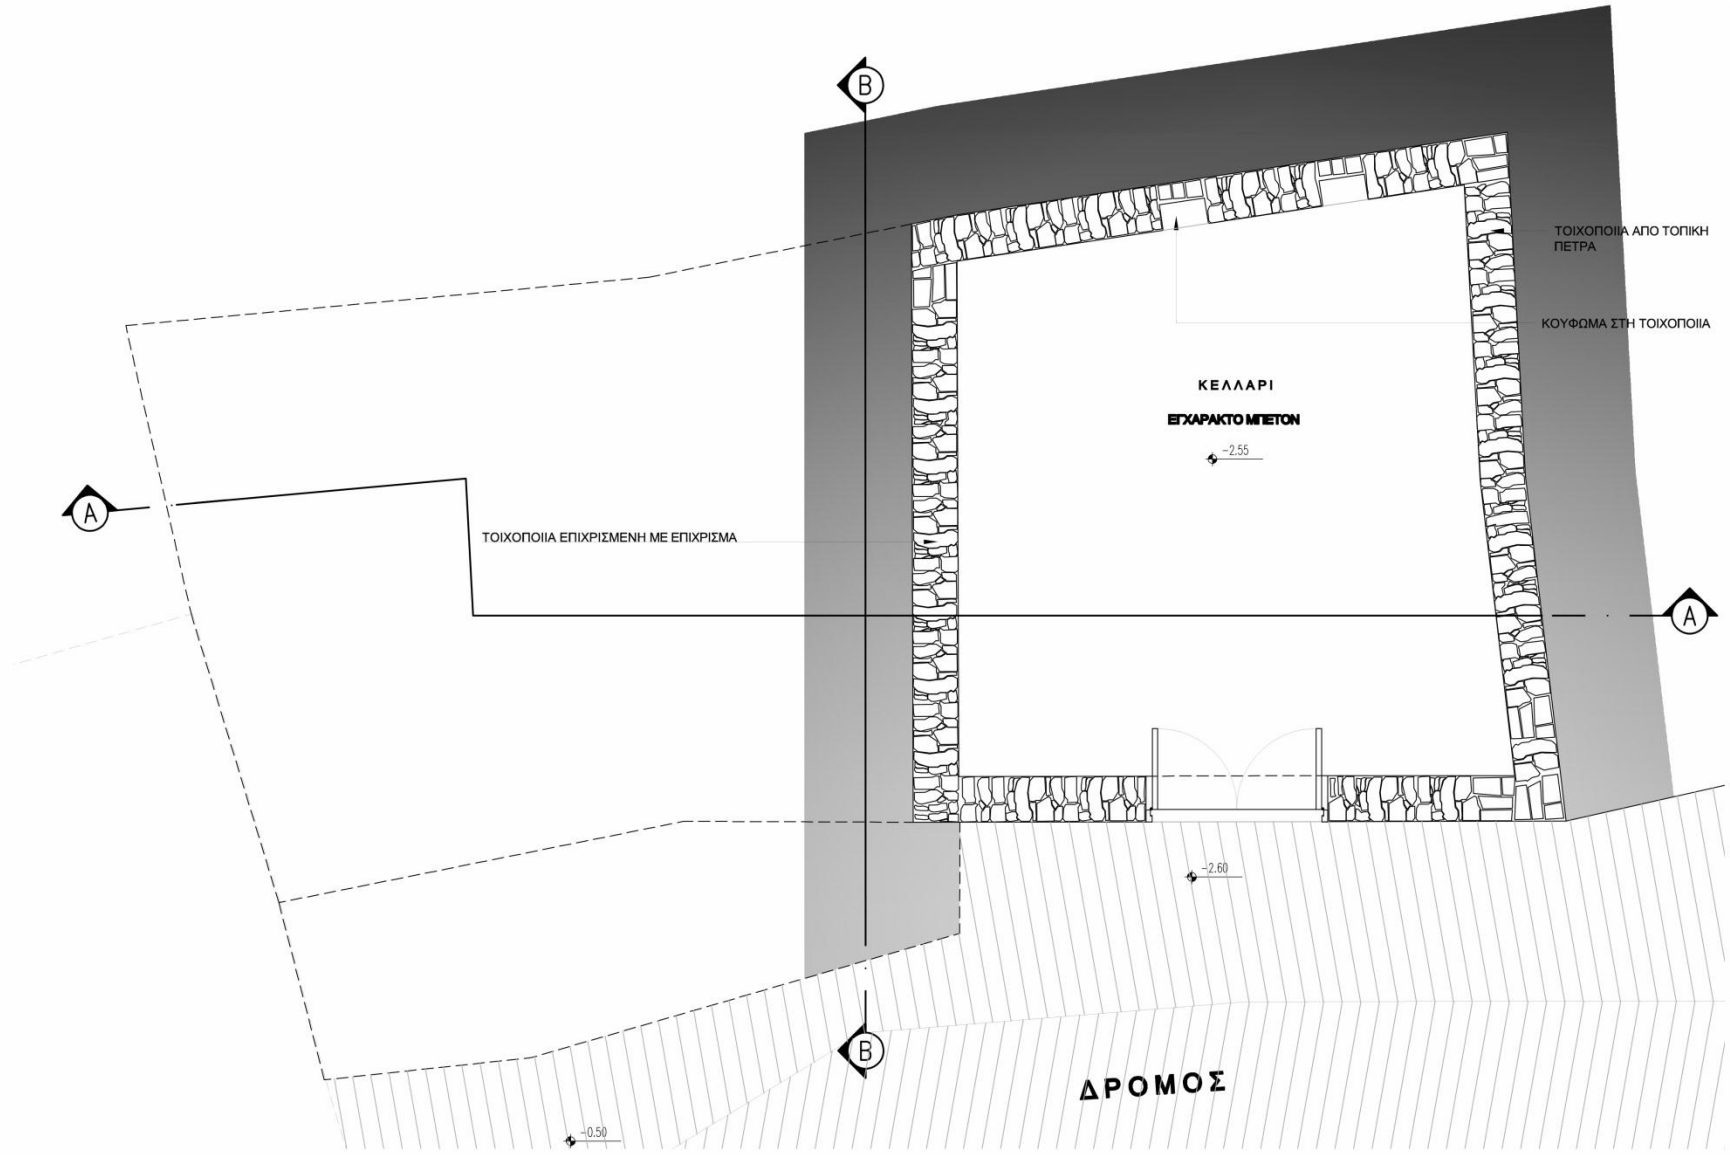 B
ΤΟΙΧΟΠΟΙΙΑ ΑΠΟ ΤΟΠΙΚΗ
ΠΕΤΡΑ
ΚΟΥΦΩΜΑ ΣΤΗ ΤΟΙΧΟΠΟΙΙΑ
ΚΕΛΛΑΡΙ
ΕΓΧΑΡΑΚΤΟ ΜΠΕΤΟΝ
-2.55
A
ΤΟΙΧΟΠΟΙΙΑ ΕΠΙΧΡΙΣΜΕΝΗ ΜΕ ΕΠΙΧΡΙΣΜΑ
A
-2.60
B
ΔΡΟΜΟΣ
-0.50